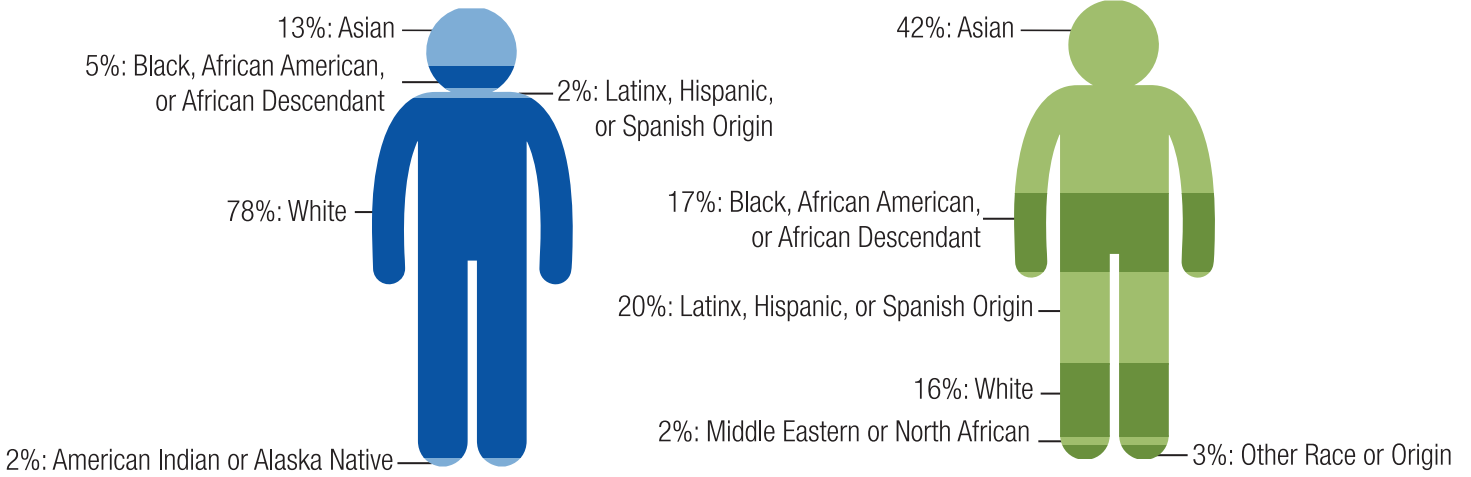 13%: Asian
5%: Black, African American,
or African Descendant
2%: Latinx, Hispanic,
or Spanish Origin
78%: White
2%: American Indian or Alaska Native
42%: Asian
17%: Black, African American,
or African Descendant
20%: Latinx, Hispanic, or Spanish Origin
16%: White
2%: Middle Eastern or North African
3%: Other Race or Origin